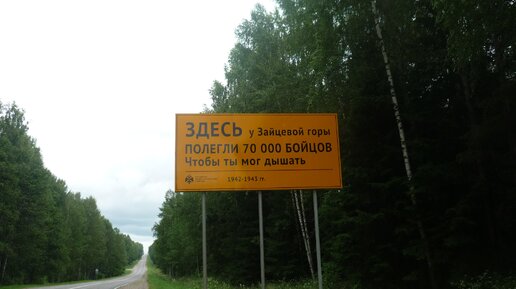 ЗДЕСЬ у Зайцевой горы
ПОЛЕГЛИ 70 000 БОЙЦОВ
Чтобы ты мог дышать
1942-1943 гг.